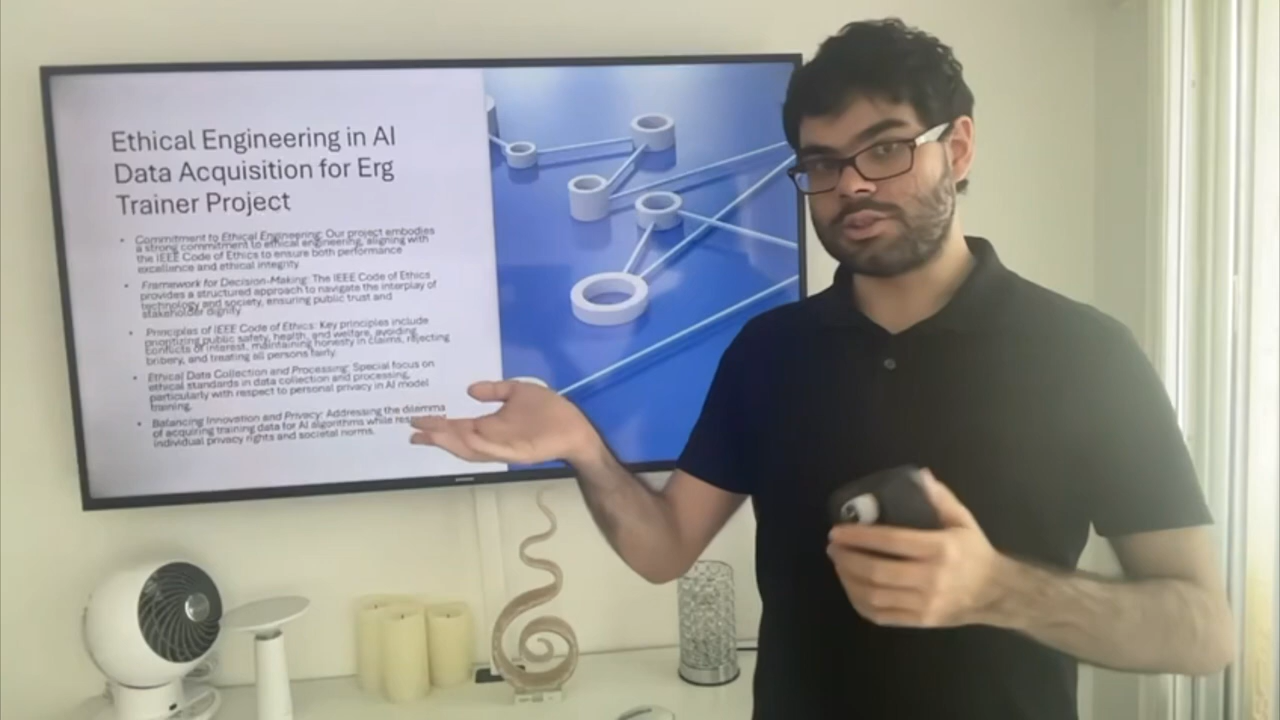 Ethical Engineering in AI
Data Acquisition for Erg
Trainer Project
• Commitment to Ethical Engineering: Our project embodies
a strong commitment to ethical engineering, aligning with
the IEEE Code of Ethics to ensure both performance
excellence and ethical integrity.
• Framework for Decision-Making: The IEEE Code of Ethics
provides a structured approach to navigate the interplay of
technology and society, ensuring public trust and
stakeholder dignity.
• Principles of IEEE Code of Ethics: Key principles include
prioritizing public safety, health, and welfare, avoiding
conflicts of interest, maintaining honesty in claims, rejecting
bribery, and treating all persons fairly.
• Ethical Data Collection and Processing: Special focus on
ethical standards in data collection and processing,
particularly with respect to personal privacy in AI model
training.
• Balancing Innovation and Privacy: Addressing the dilemma
of acquiring training data for AI algorithms while respecting
individual privacy rights and societal norms.